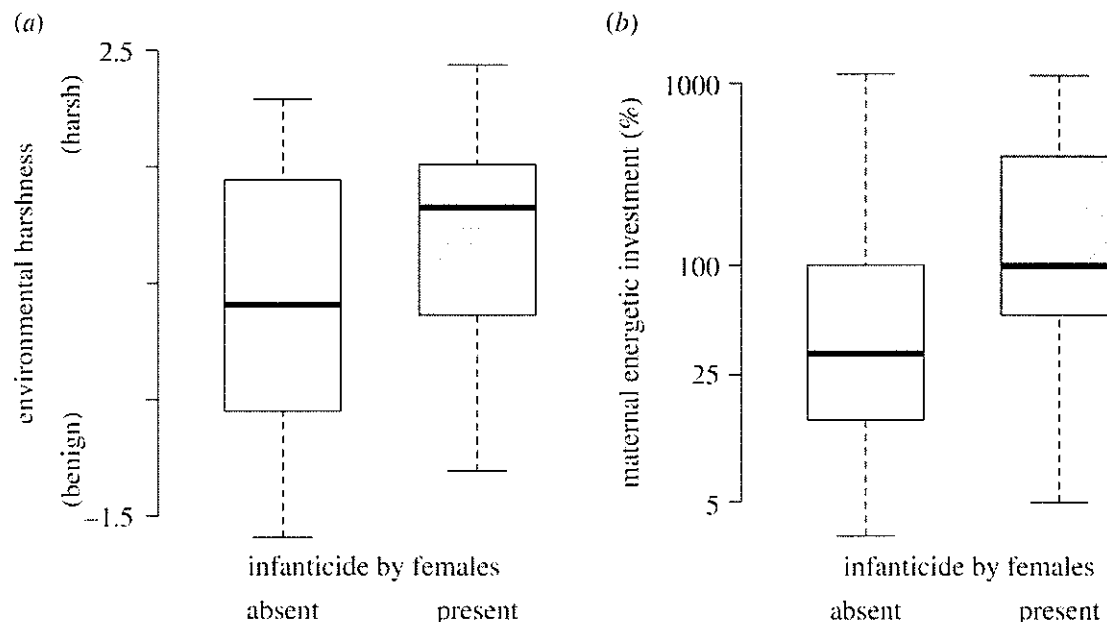 (a)
2.5
(harsh)
environmental harshness
(benign)
–1.5
infanticide by females
absent present
(b)
1000
maternal energetic investment (%)
100
25
5
infanticide by females
absent present